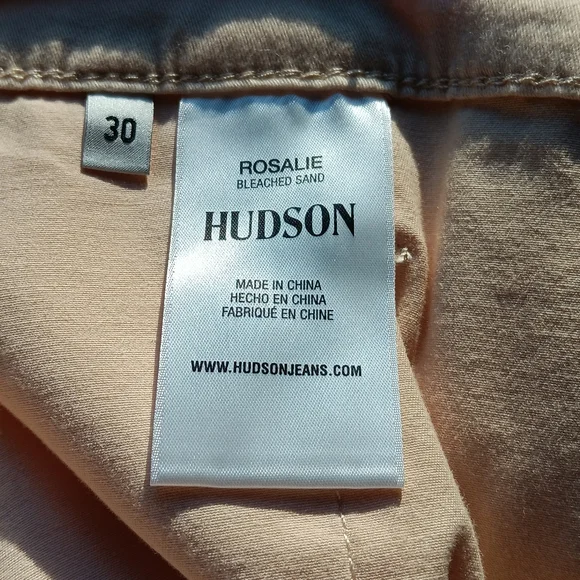 30
ROSALIE
BLEACHED SAND
HUDSON
MADE IN CHINA
HECHO EN CHINA
FABRIQUÉ EN CHINE
WWW.HUDSONJEANS.COM